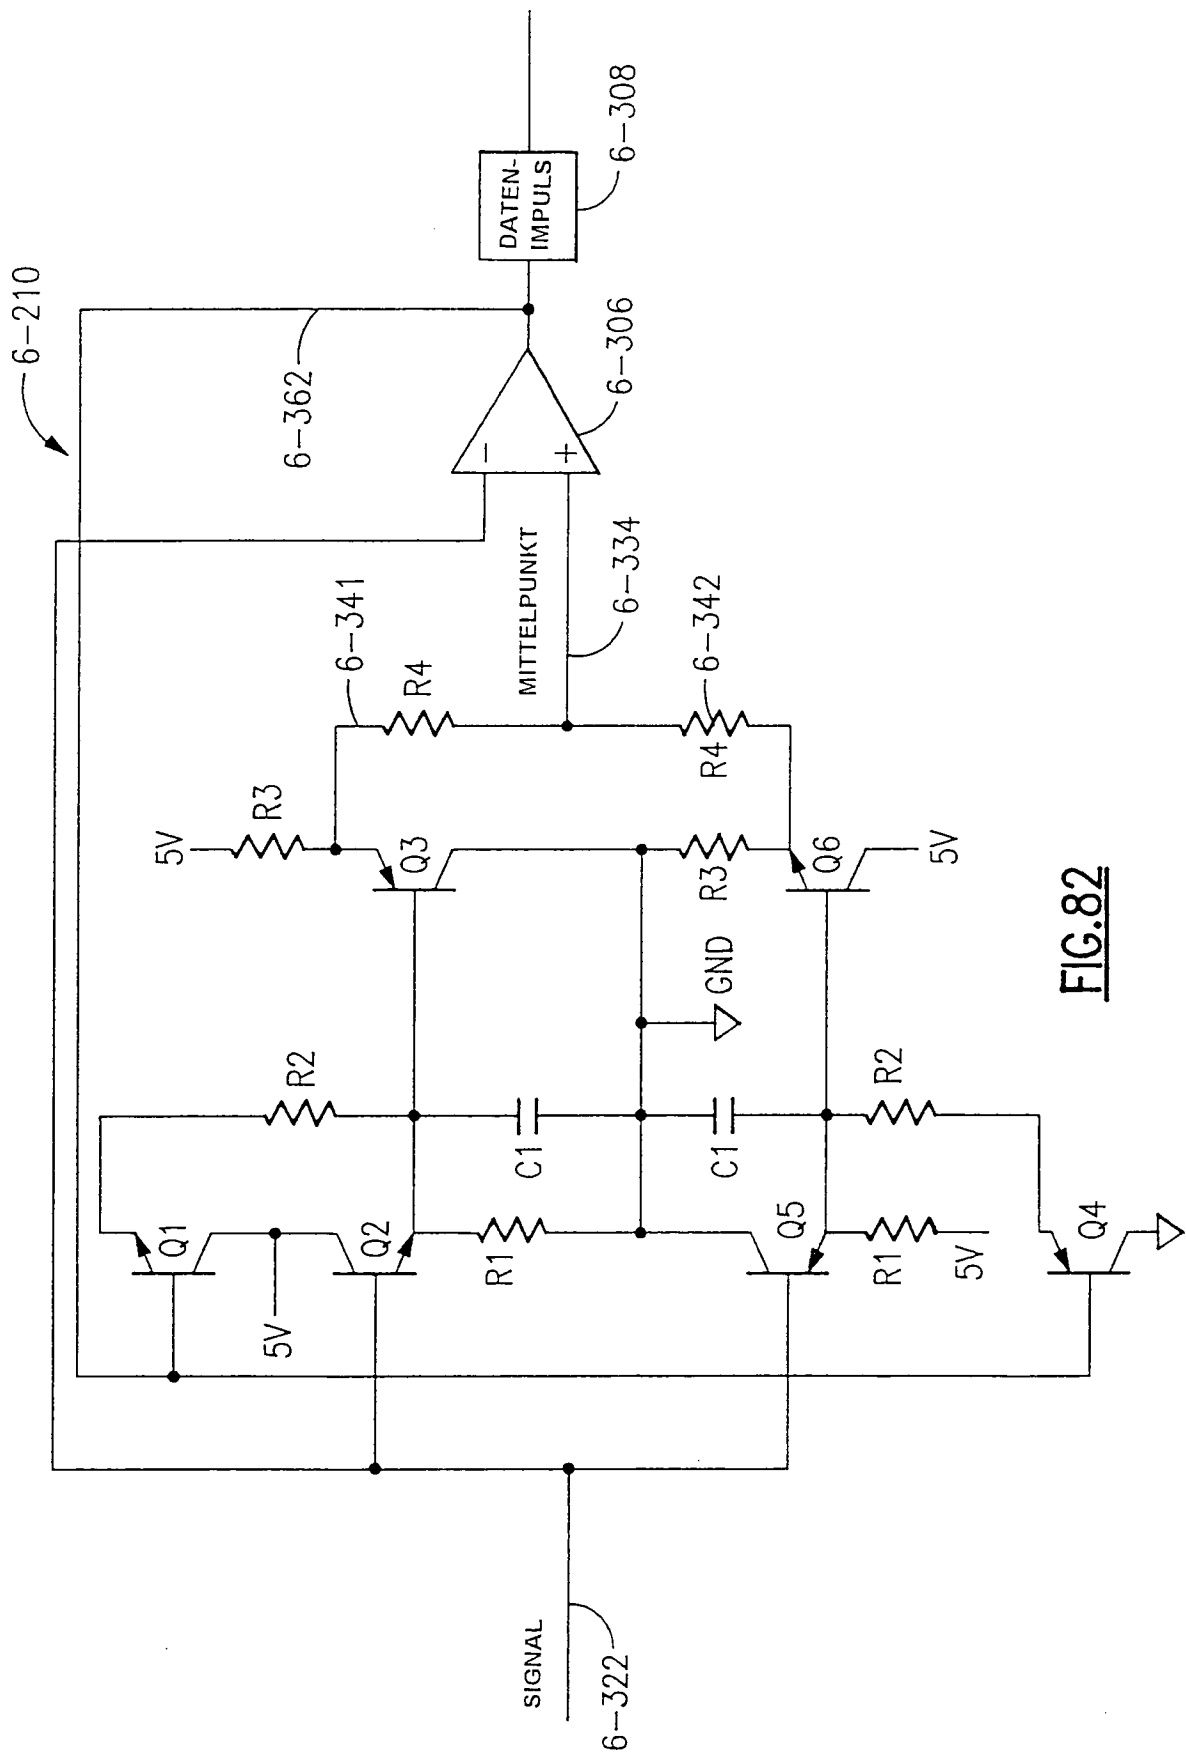 6-210
6-362
6-308
DATEN-
IMPULS
6-306
-
+
6-341
MITTELPUNKT
6-334
R4
6-342
R4
5V
R3
Q3
R3
Q6
5V
GND
R2
C1
C1
R2
Q1
Q2
R1
Q5
R1
5V
Q4
5V
SIGNAL
6-322
FIG.82